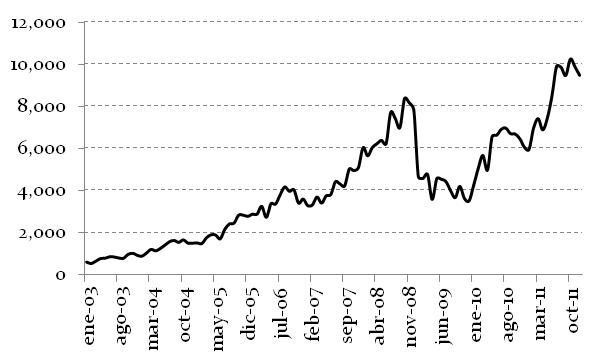 12,000
10,000
8,000
6,000
4,000
2,000
0
ene-03
ago-03
mar-04
oct-04
may-05
dic-05
jul-06
feb-07
sep-07
abr-08
nov-08
jun-09
ene-10
ago-10
mar-11
oct-11